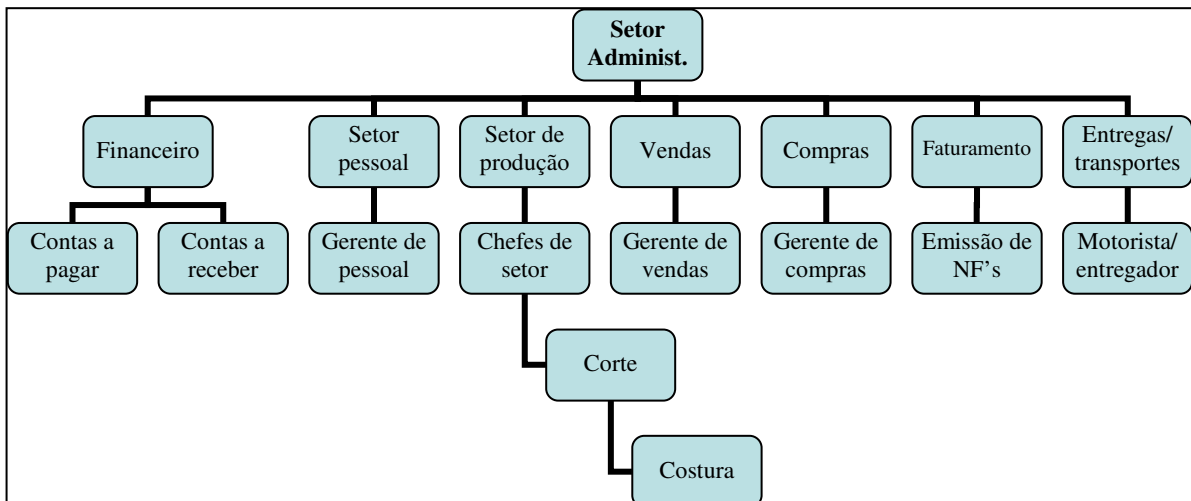 Setor
Administ.
Financeiro
Setor
pessoal
Setor de
produção
Vendas
Compras
Faturamento
Entregas/
transportes
Contas a
pagar
Contas a
receber
Gerente de
pessoal
Chefes de
setor
Gerente de
vendas
Gerente de
compras
Emissão de
NF's
Motorista/
entregador
Corte
Costura